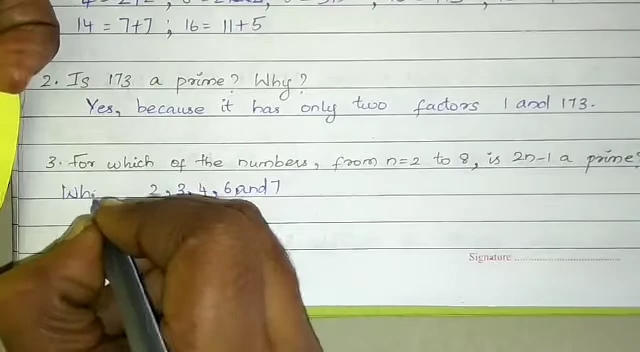 14 = 7+7 ; 16 = 11+5
2. Is 173 a prime? Why?
Yes, because it has only two factors 1 and 173.
3. For which of the numbers, from n=2 to 8, is 2n-1 a prime?
Whi 2, 3, 4, 6 and 7
Signature